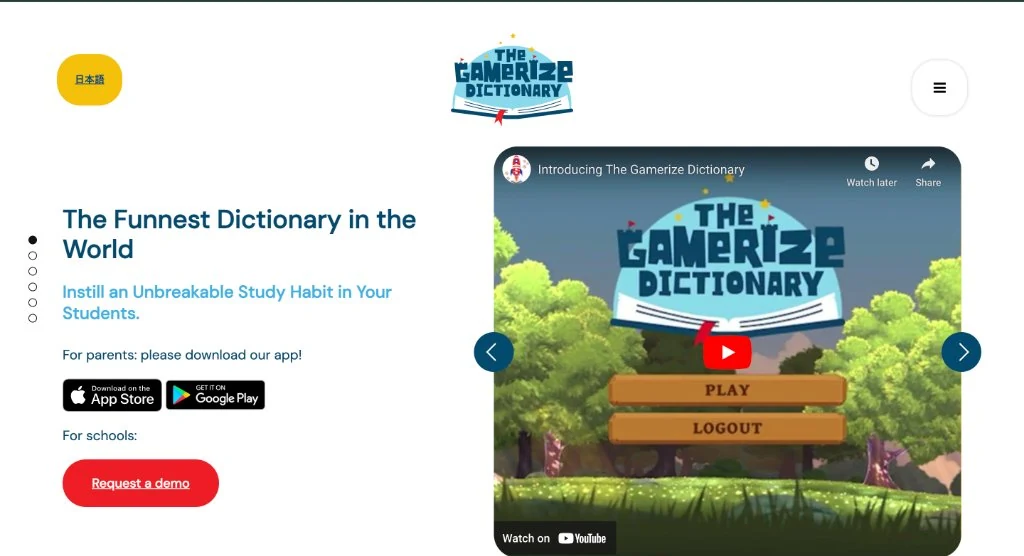 日本語
THE
GAMERIZE
DICTIONARY
The Funnest Dictionary in the
World
Instill an Unbreakable Study Habit in Your
Students.
For parents: please download our app!
Download on the
App Store
GET IT ON
Google Play
For schools:
Request a demo
Introducing The Gamerize Dictionary
Watch later
Share
THE
GAMERIZE
DICTIONARY
PLAY
LOGOUT
Watch on
YouTube